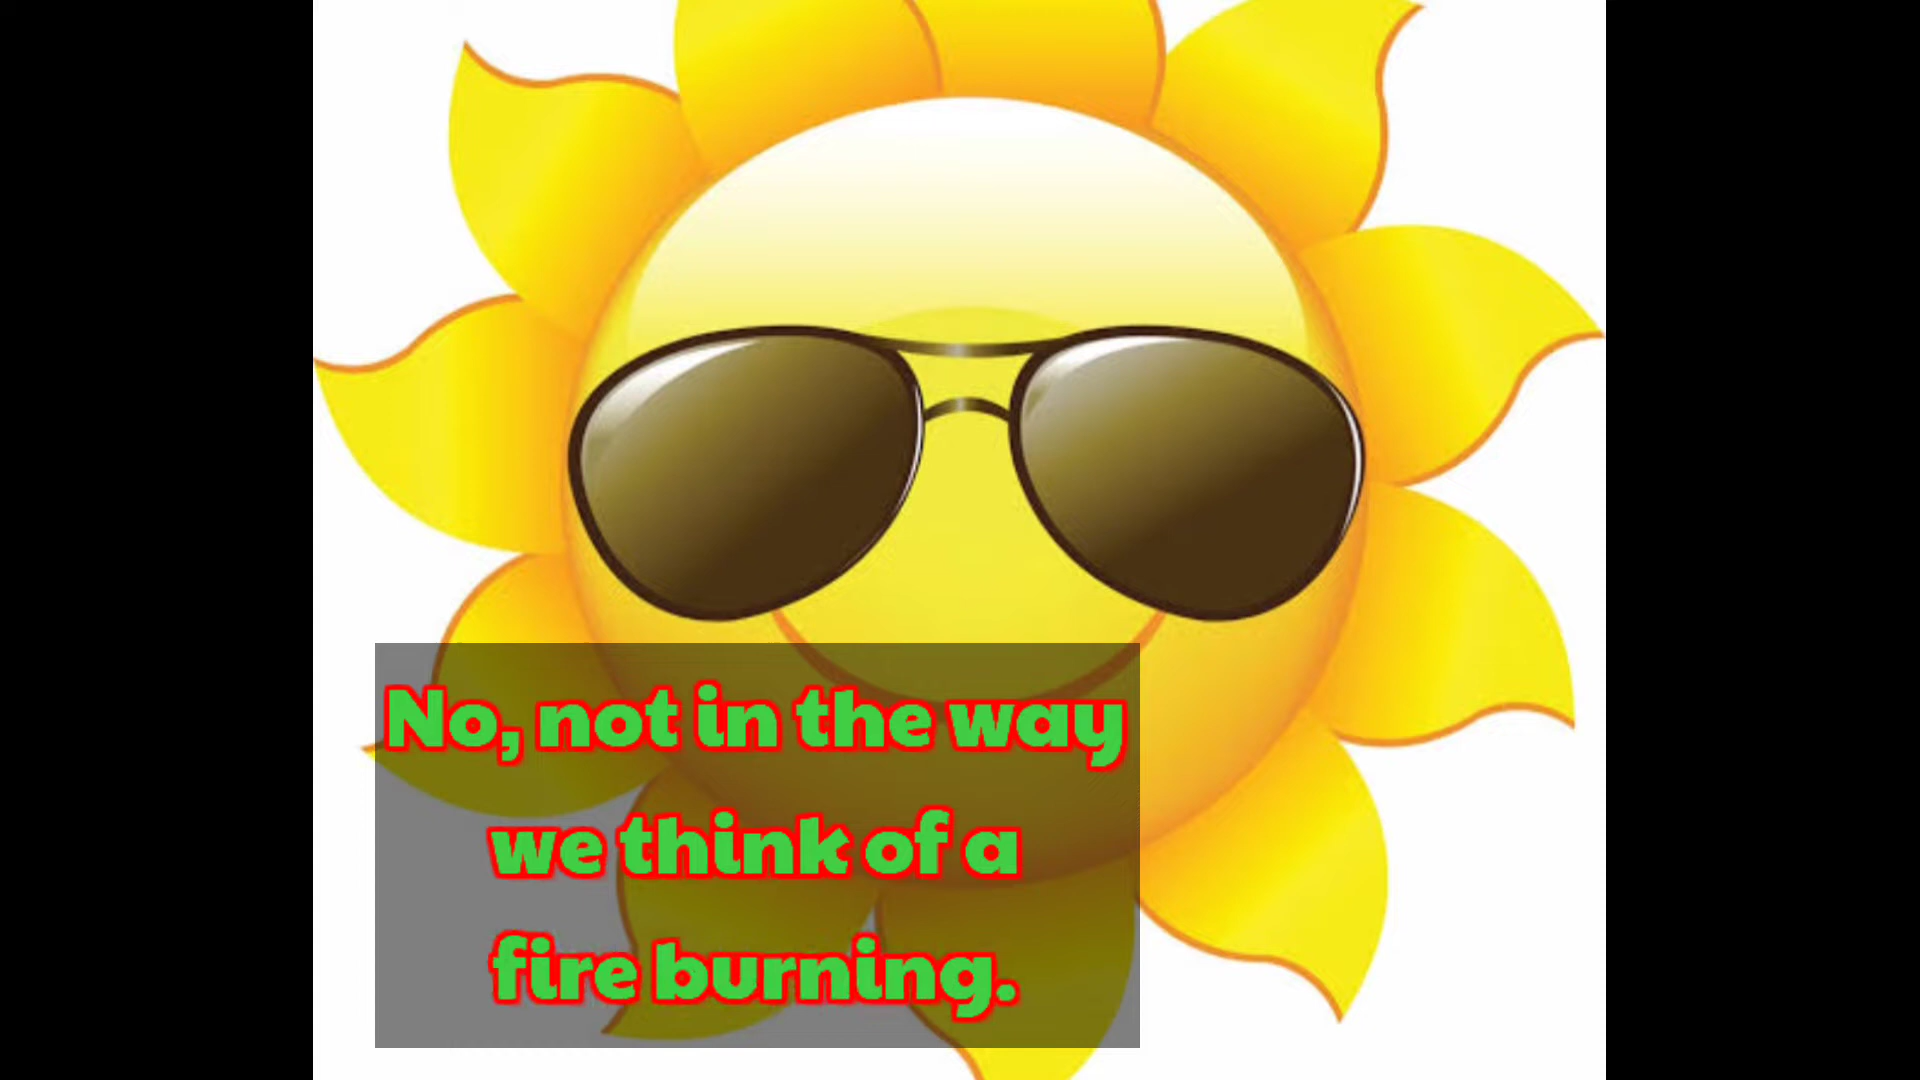 No, not in the way
we think of a
fire burning.